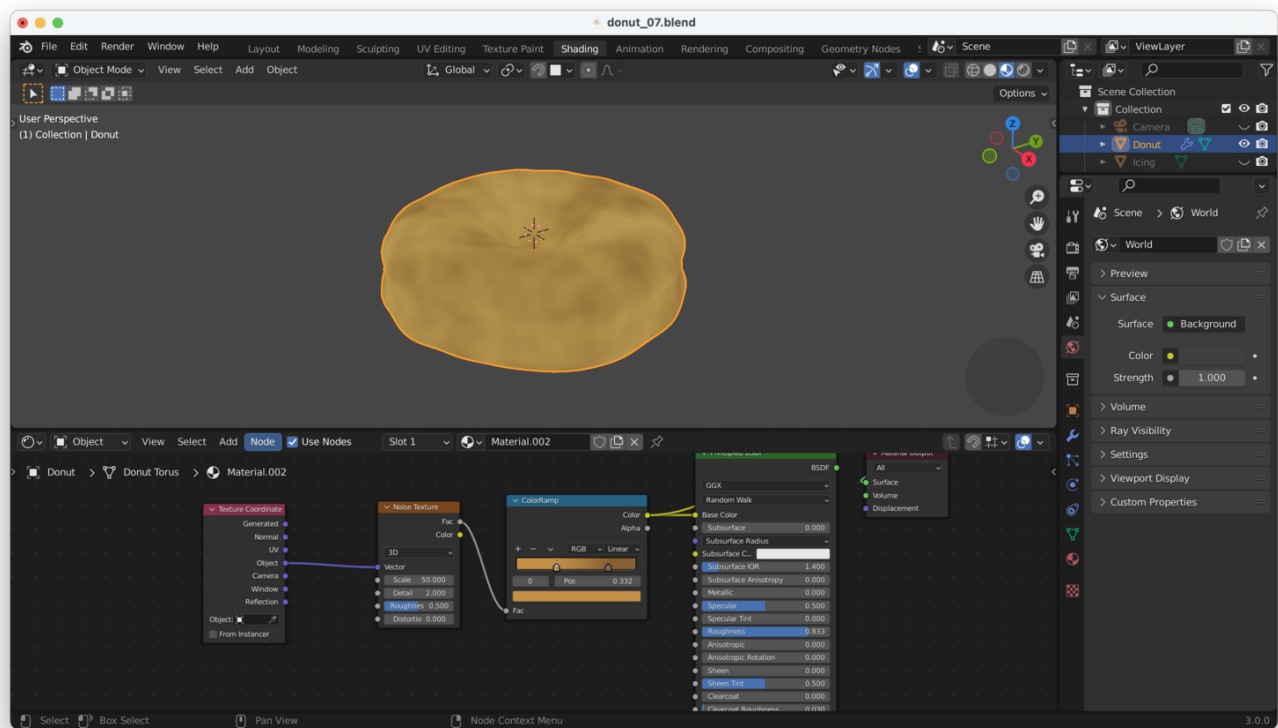 donut_07.blend
File Edit Render Window Help Layout Modeling Sculpting UV Editing Texture Paint Shading Animation Rendering Compositing Geometry Nodes Scene ViewLayer
Object Mode View Select Add Object Global
Options
User Perspective
(1) Collection | Donut
Z
Y
X
Scene Collection
Collection
Camera
Donut
Icing
Scene > World
World
Preview
Surface
Surface Background
Color
Strength 1.000
Volume
Ray Visibility
Settings
Viewport Display
Custom Properties
Object View Select Add Node Use Nodes Slot 1 Material.002
Donut > Donut Torus > Material.002
Texture Coordinate
Generated
Normal
UV
Object
Camera
Window
Reflection
Object:
From Instancer
Noise Texture
Fac
Color
3D
Vector
Scale 50.000
Detail 2.000
Roughnes 0.500
Distortio 0.000
ColorRamp
Color
Alpha
+ − RGB Linear
0 Pos 0.332
Fac
Principled BSDF
BSDF
GGX
Random Walk
Base Color
Subsurface 0.000
Subsurface Radius
Subsurface C...
Subsurface IOR 1.400
Subsurface Anisotropy 0.000
Metallic 0.000
Specular 0.500
Specular Tint 0.000
Roughness 0.833
Anisotropic 0.000
Anisotropic Rotation 0.000
Sheen 0.000
Sheen Tint 0.500
Clearcoat 0.000
Clearcoat Roughness 0.030
Material Output
All
Surface
Volume
Displacement
Select Box Select Pan View Node Context Menu 3.0.0